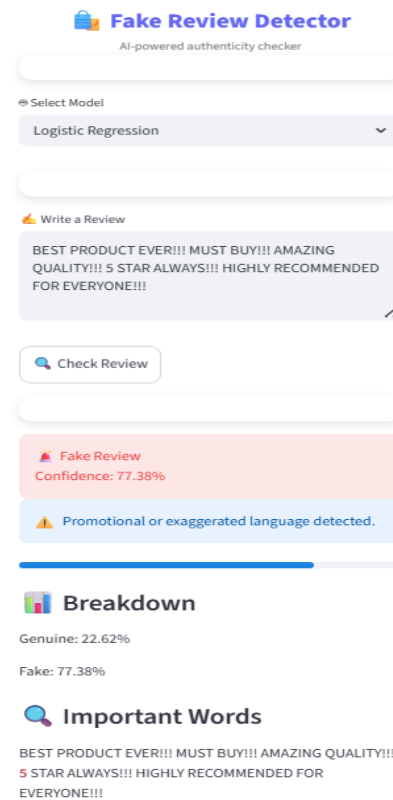 Fake Review Detector
AI-powered authenticity checker
Select Model
Logistic Regression
Write a Review
BEST PRODUCT EVER!!! MUST BUY!!! AMAZING
QUALITY!!! 5 STAR ALWAYS!!! HIGHLY RECOMMENDED
FOR EVERYONE!!!
Check Review
Fake Review
Confidence: 77.38%
Promotional or exaggerated language detected.
Breakdown
Genuine: 22.62%
Fake: 77.38%
Important Words
BEST PRODUCT EVER!!! MUST BUY!!! AMAZING QUALITY!!!
5 STAR ALWAYS!!! HIGHLY RECOMMENDED FOR
EVERYONE!!!